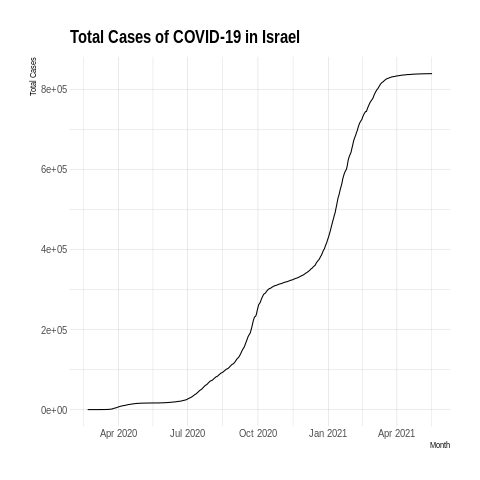 Total Cases of COVID-19 in Israel
Total Cases
8e+05
6e+05
4e+05
2e+05
0e+00
Apr 2020 Jul 2020 Oct 2020 Jan 2021 Apr 2021
Month